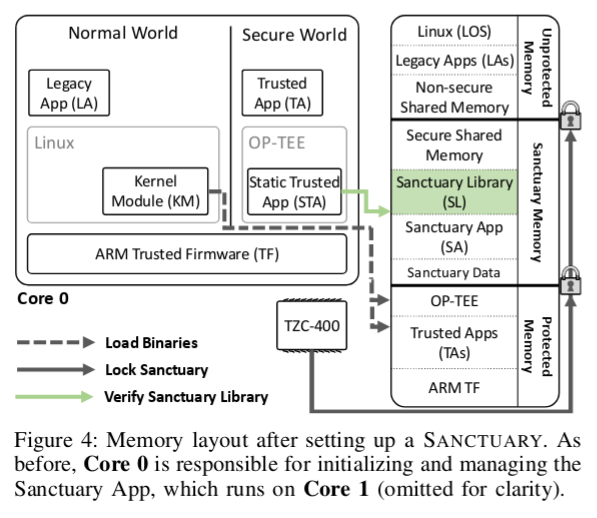 Normal World
Secure World
Legacy
App (LA)
Trusted
App (TA)
Linux
OP-TEE
Kernel
Module (KM)
Static Trusted
App (STA)
ARM Trusted Firmware (TF)
Core 0
TZC-400
Load Binaries
Lock Sanctuary
Verify Sanctuary Library
Linux (LOS)
Legacy Apps (LAs)
Non-secure
Shared Memory
Unprotected
Memory
Secure Shared
Memory
Sanctuary Library
(SL)
Sanctuary App
(SA)
Sanctuary Data
Sanctuary Memory
OP-TEE
Trusted Apps
(TAs)
ARM TF
Protected
Memory
Figure 4: Memory layout after setting up a SANCTUARY. As
before, Core 0 is responsible for initializing and managing the
Sanctuary App, which runs on Core 1 (omitted for clarity).